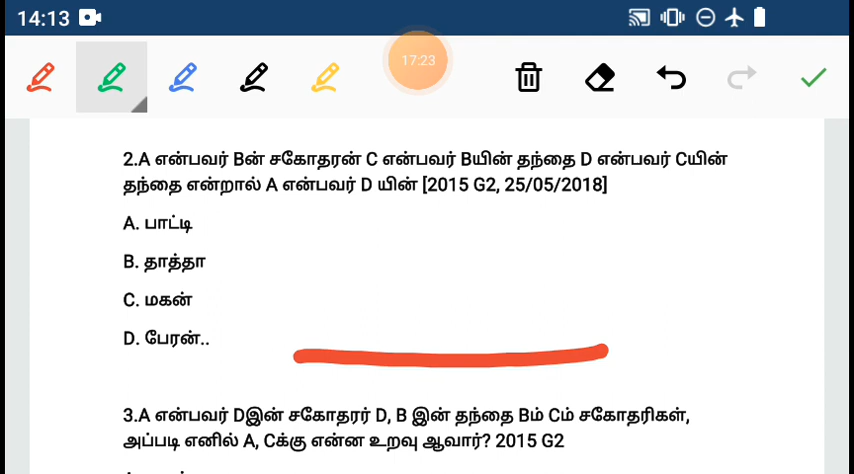 14:13
17:23
2.A என்பவர் Bன் சகோதரன் C என்பவர் Bயின் தந்தை D என்பவர் Cயின்
தந்தை என்றால் A என்பவர் D யின் [2015 G2, 25/05/2018]
A. பாட்டி
B. தாத்தா
C. மகன்
D. பேரன்..
3.A என்பவர் Dஇன் சகோதரர் D, B இன் தந்தை Bம் Cம் சகோதரிகள்,
அப்படி எனில் A, Cக்கு என்ன உறவு ஆவார்? 2015 G2